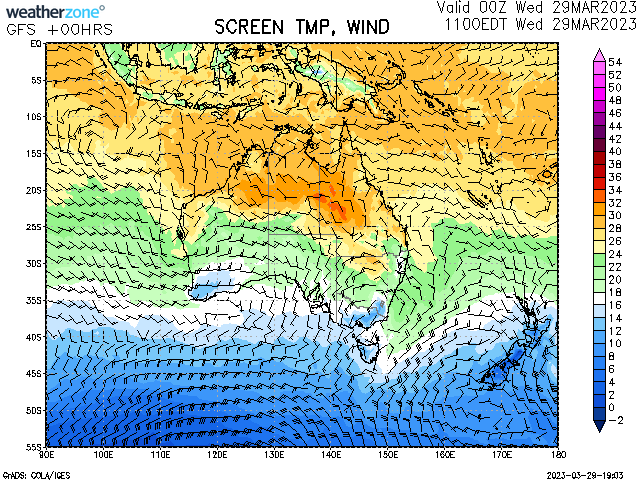 weatherzone° Valid 00Z Wed 29MAR2023
GFS +00HRS SCREEN TMP, WIND 1100EDT Wed 29MAR2023
EQ
5S
10S
15S
20S
25S
30S
35S
40S
45S
50S
55S
90E 100E 110E 120E 130E 140E 150E 160E 170E 180
54
52
50
48
46
44
42
40
38
36
34
32
30
28
26
24
22
20
18
16
14
12
10
8
6
4
2
0
-2
GrADS: COLA/IGES 2023-03-29-19:03